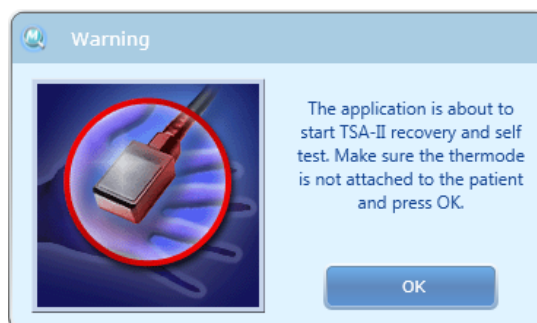 Warning
The application is about to
start TSA-II recovery and self
test. Make sure the thermode
is not attached to the patient
and press OK.
OK